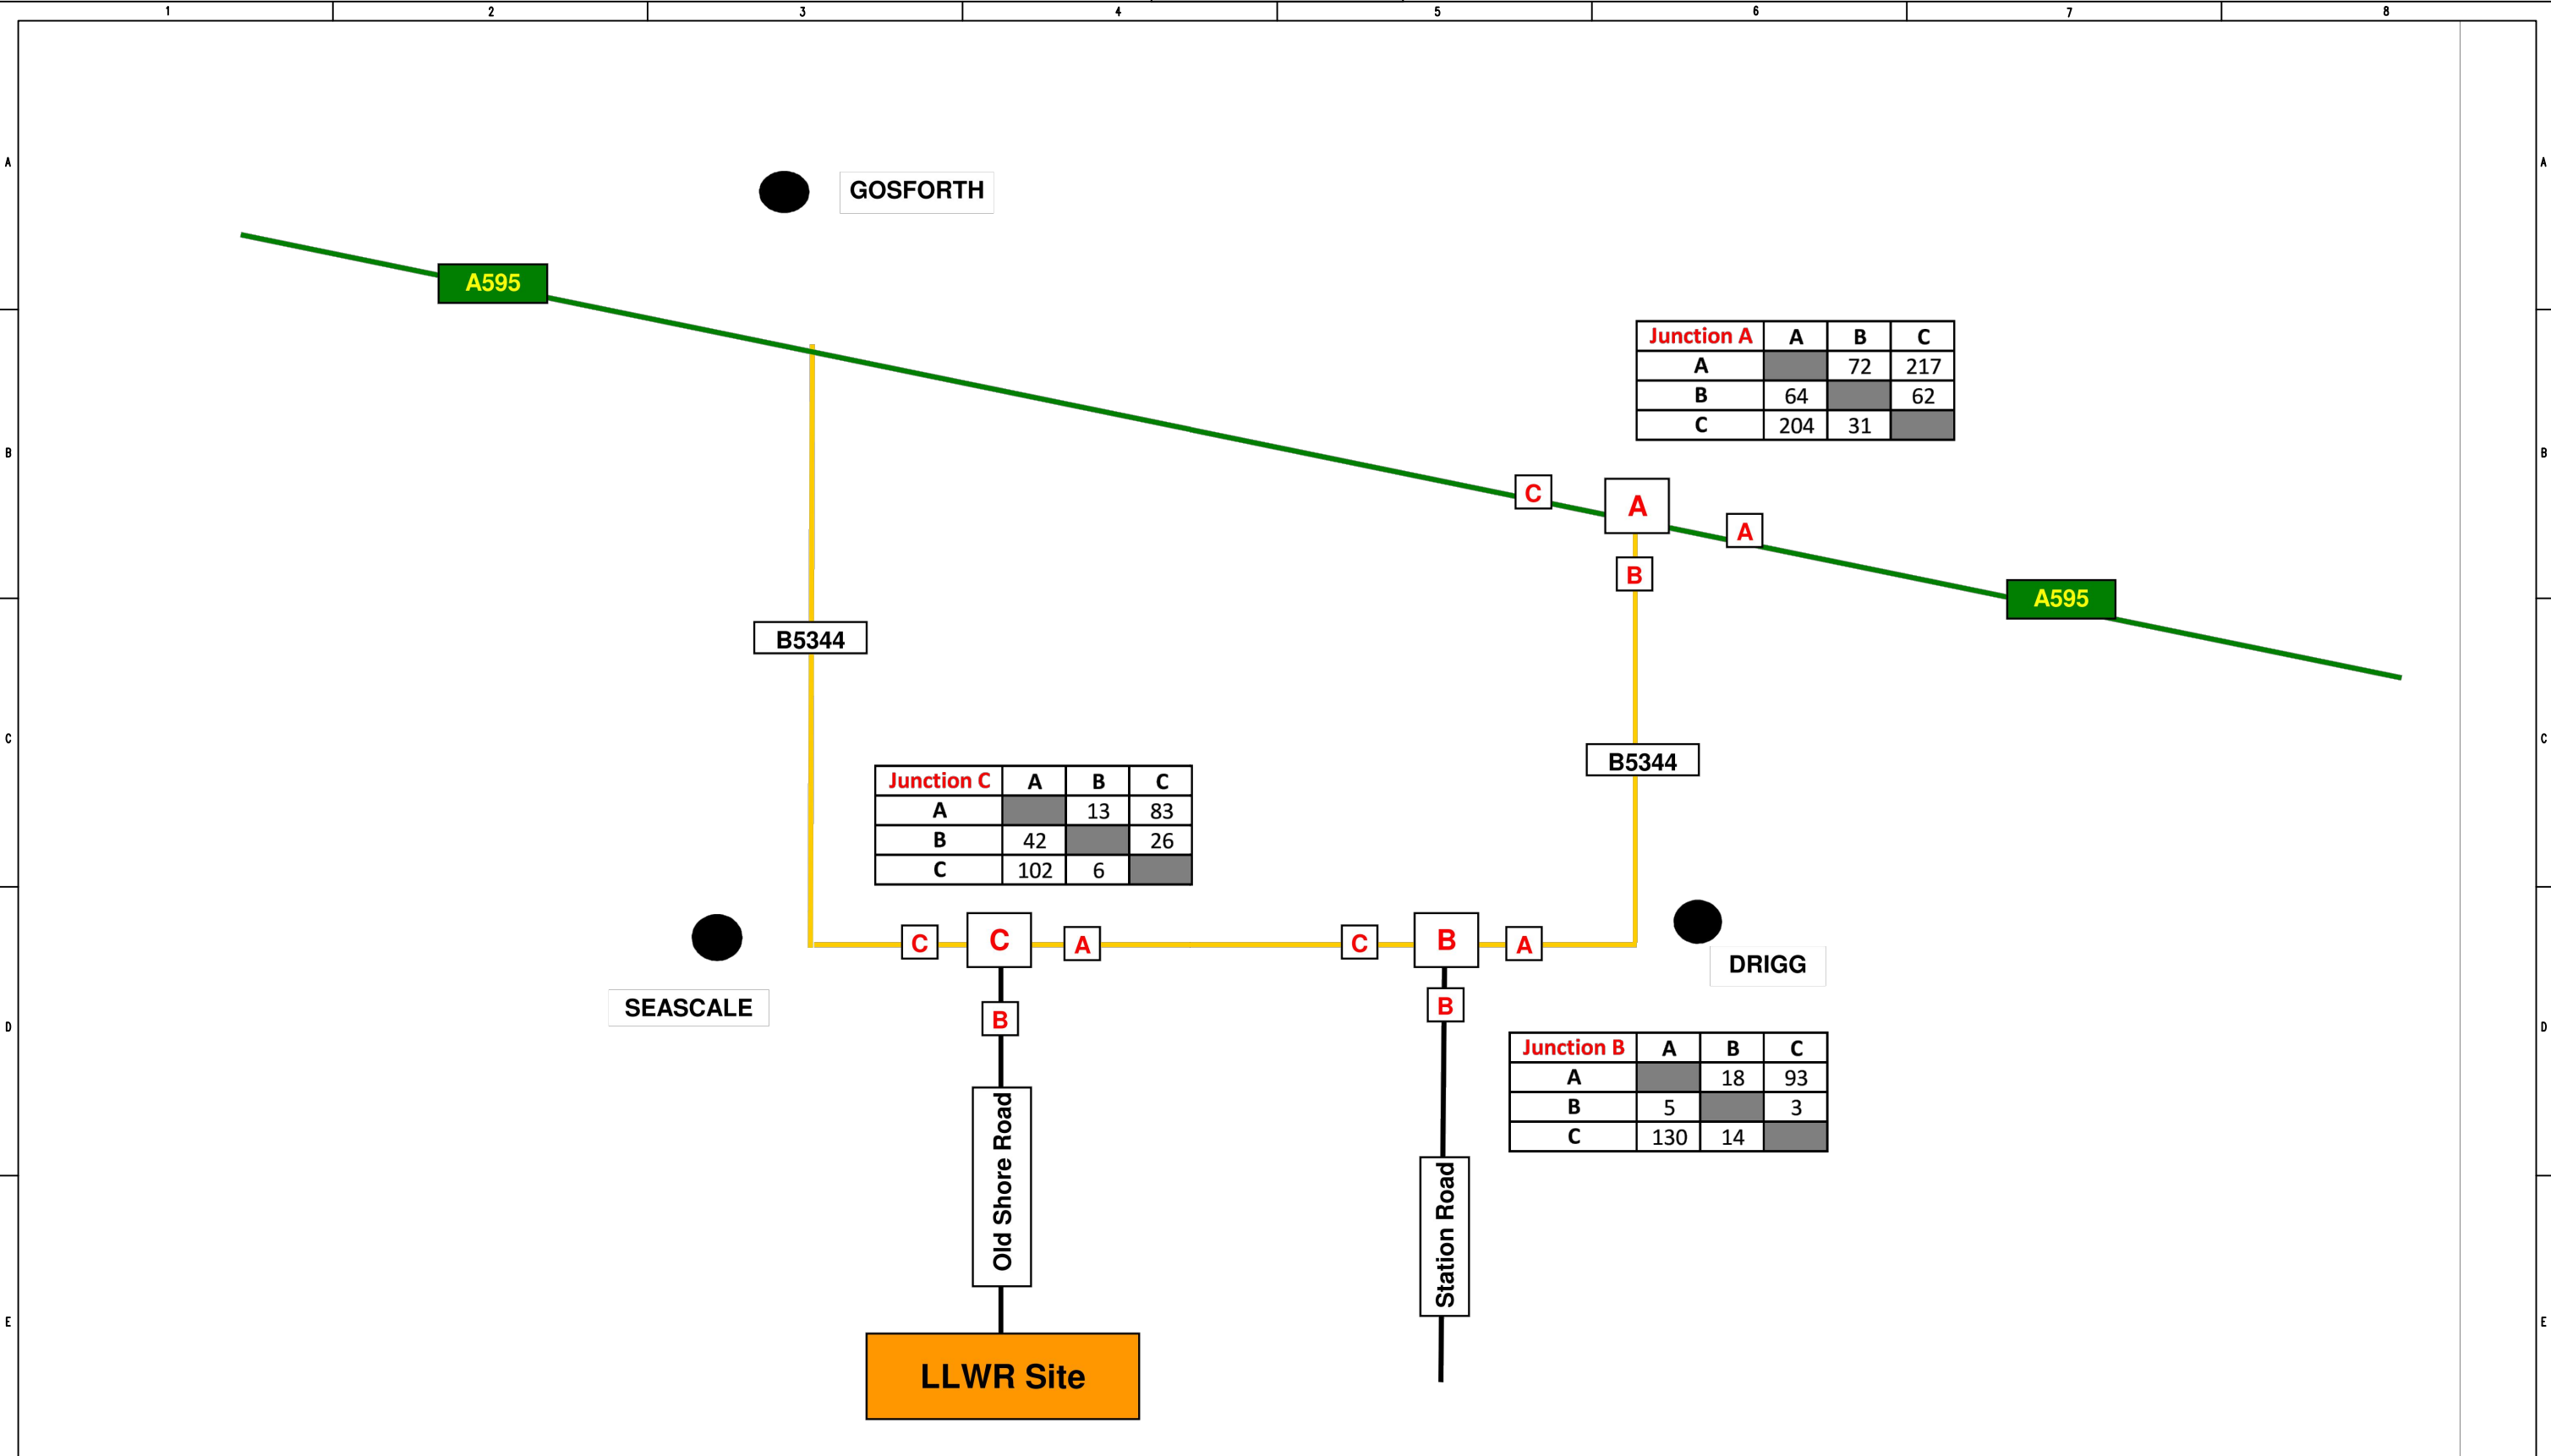 1 2 3 4 5 6 7 8
A A
GOSFORTH
A595
Junction A A B C
A 72 217
B 64 62
C 204 31
B B
C A A
B
A595
B5344
C C
B5344
Junction C A B C
A 13 83
B 42 26
C 102 6
C C A C B A
DRIGG
SEASCALE
B B
D D
Junction B A B C
A 18 93
B 5 3
C 130 14
Old Shore Road
Station Road
E E
LLWR Site